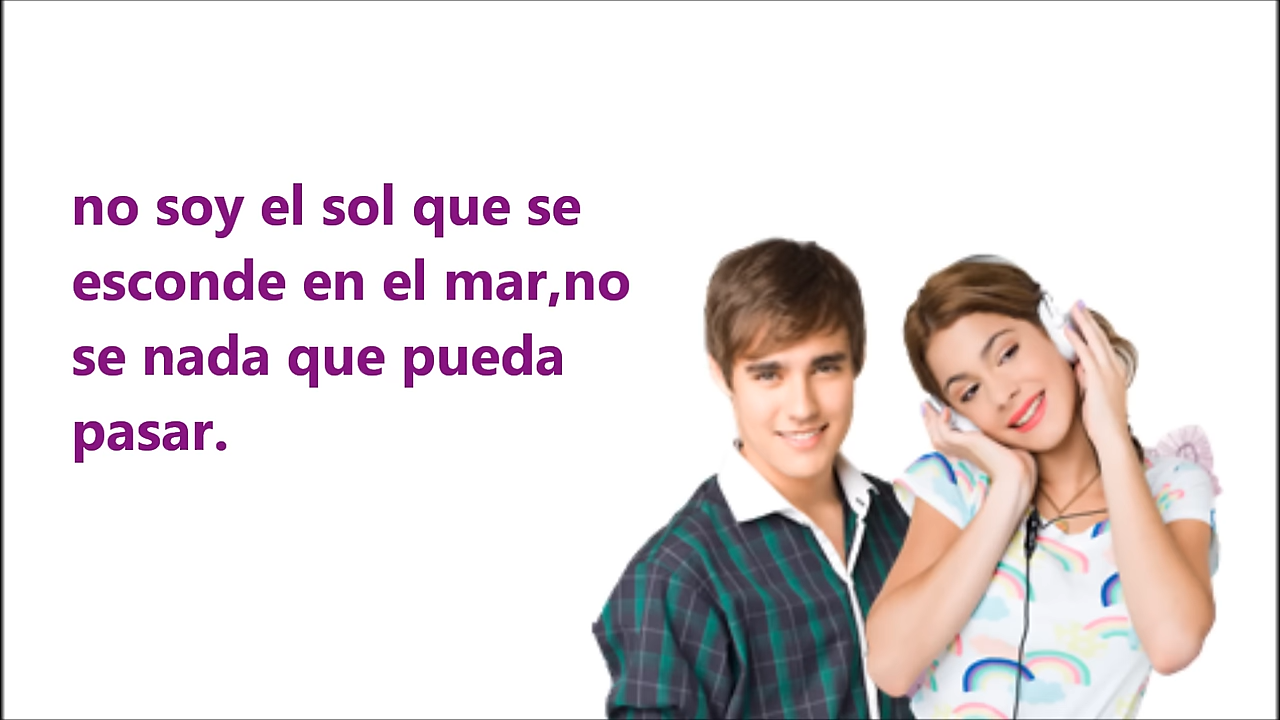 no soy el sol que se
esconde en el mar,no
se nada que pueda
pasar.